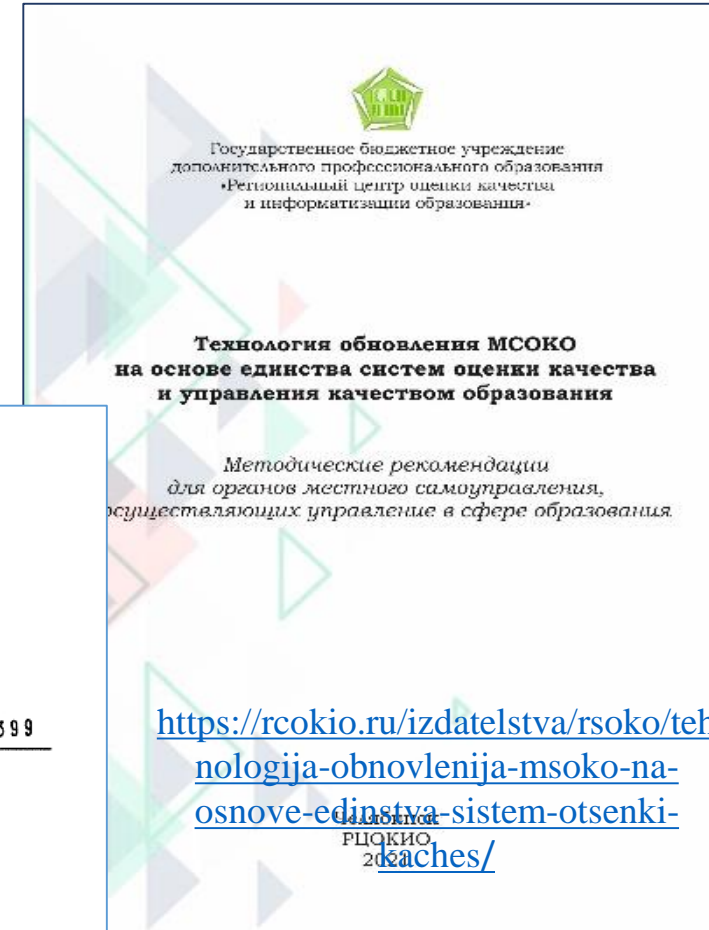 Государственное бюджетное учреждение
дополнительного профессионального образования
«Региональный центр оценки качества
и информатизации образования»
Технология обновления МСОКО
на основе единства систем оценки качества
и управления качеством образования
Методические рекомендации
для органов местного самоуправления,
осуществляющих управление в сфере образования
399
https://rcokio.ru/izdatelstva/rsoko/teh
nologija-obnovlenija-msoko-na-
osnove-edinstva-sistem-otsenki-
kaches/
Челябинск
РЦОКИО